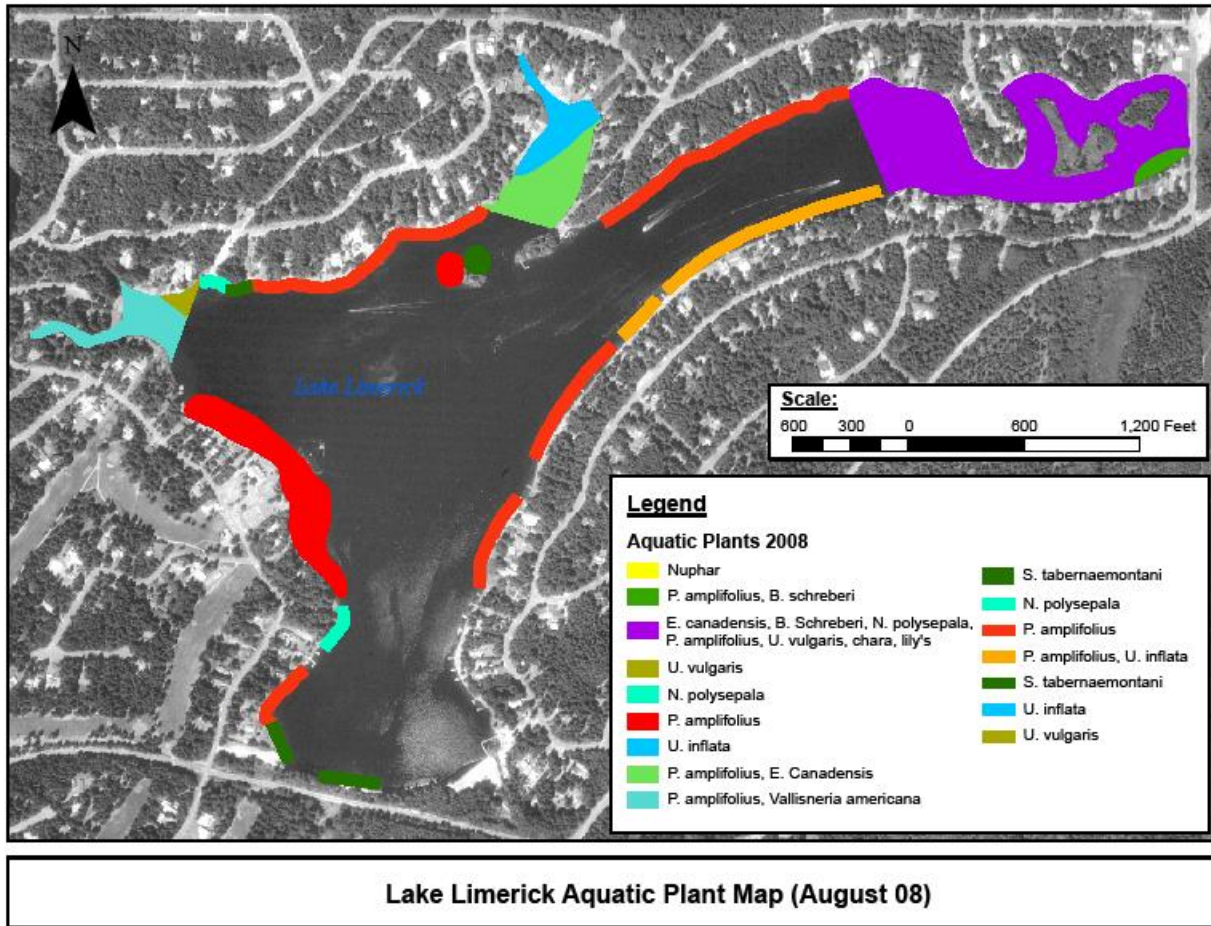 N
Lake Limerick
Scale:
600 300 0 600 1,200 Feet
Legend
Aquatic Plants 2008
Nuphar
P. amplifolius, B. schreberi
E. canadensis, B. Schreberi, N. polysepala,
P. amplifolius, U. vulgaris, chara, lily's
U. vulgaris
N. polysepala
P. amplifolius
U. inflata
P. amplifolius, E. Canadensis
P. amplifolius, Vallisneria americana
S. tabernaemontani
N. polysepala
P. amplifolius
P. amplifolius, U. inflata
S. tabernaemontani
U. inflata
U. vulgaris
Lake Limerick Aquatic Plant Map (August 08)